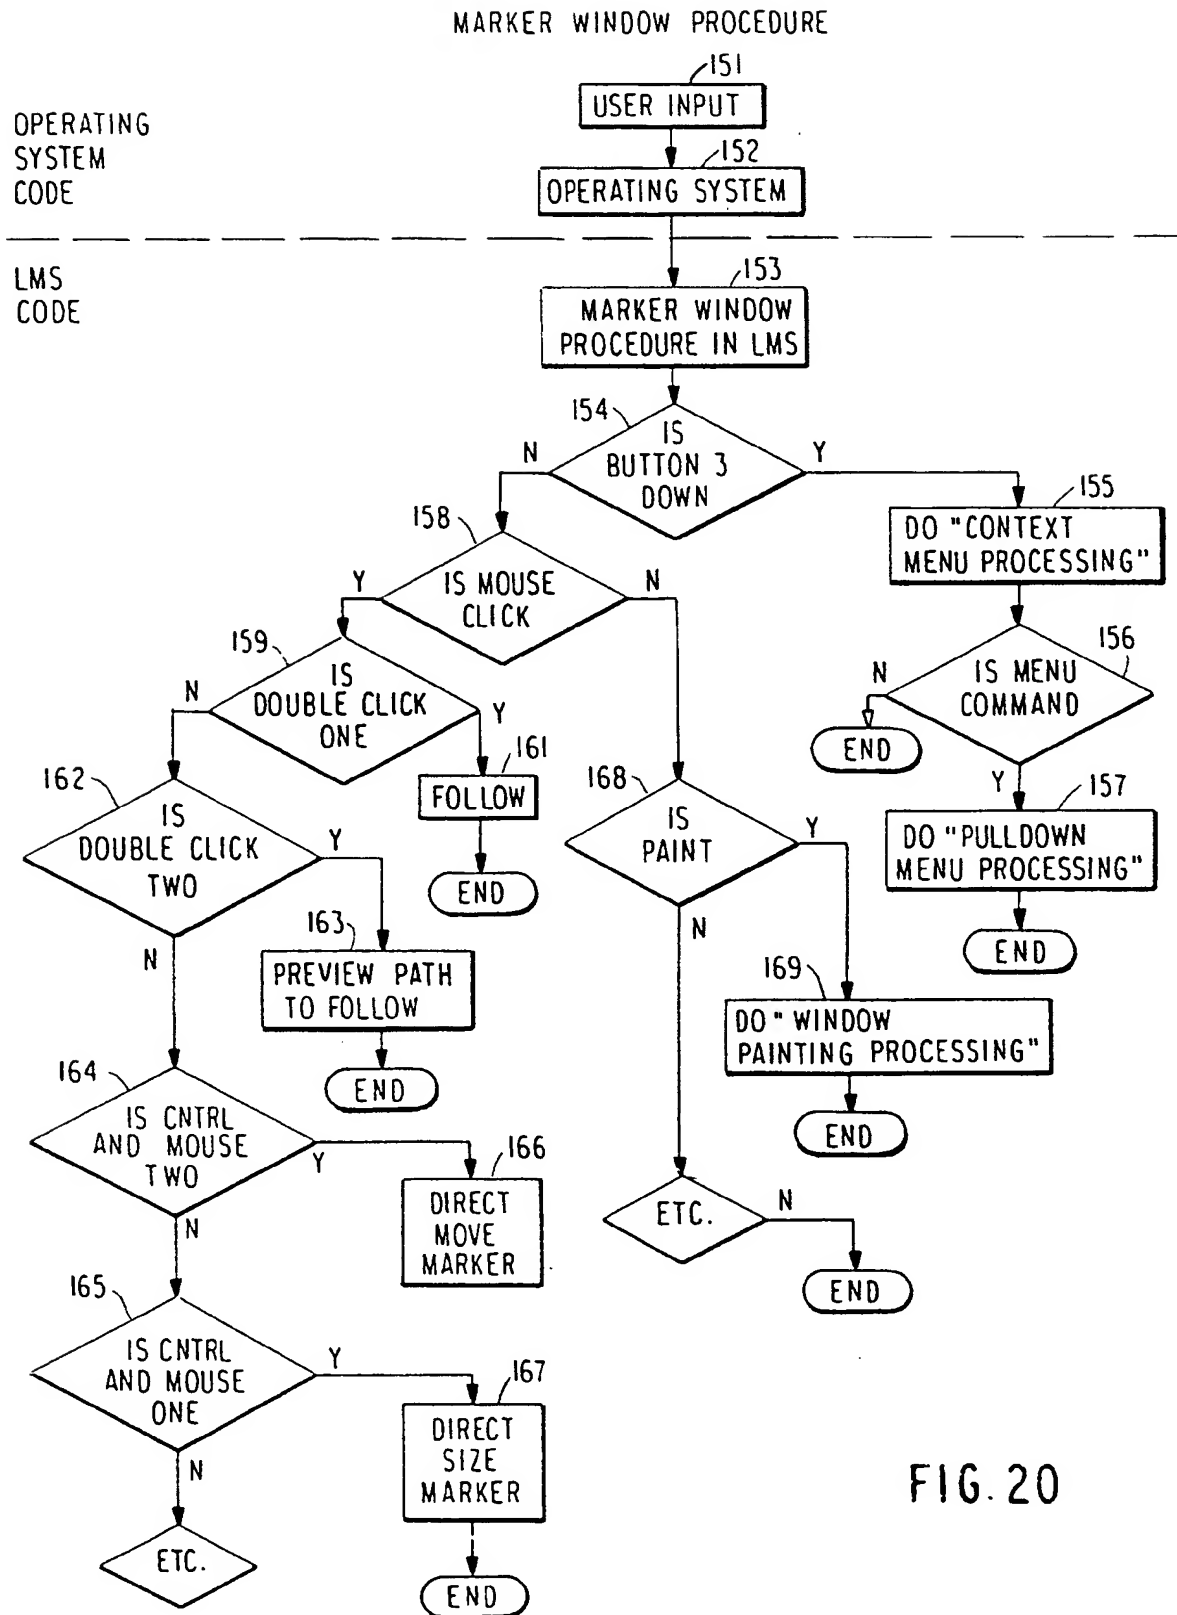 MARKER WINDOW PROCEDURE
151
USER INPUT
OPERATING
SYSTEM
CODE
152
OPERATING SYSTEM
LMS
CODE
153
MARKER WINDOW
PROCEDURE IN LMS
154
IS
BUTTON 3
DOWN
N
Y
155
DO "CONTEXT
MENU PROCESSING"
158
IS MOUSE
CLICK
Y
N
156
IS MENU
COMMAND
N
END
Y
157
DO "PULLDOWN
MENU PROCESSING"
END
159
IS
DOUBLE CLICK
ONE
N
Y
161
FOLLOW
END
162
IS
DOUBLE CLICK
TWO
Y
N
163
PREVIEW PATH
TO FOLLOW
END
168
IS
PAINT
Y
N
169
DO "WINDOW
PAINTING PROCESSING"
END
164
IS CNTRL
AND MOUSE
TWO
Y
N
166
DIRECT
MOVE
MARKER
ETC.
N
END
165
IS CNTRL
AND MOUSE
ONE
Y
N
167
DIRECT
SIZE
MARKER
END
ETC.
FIG. 20